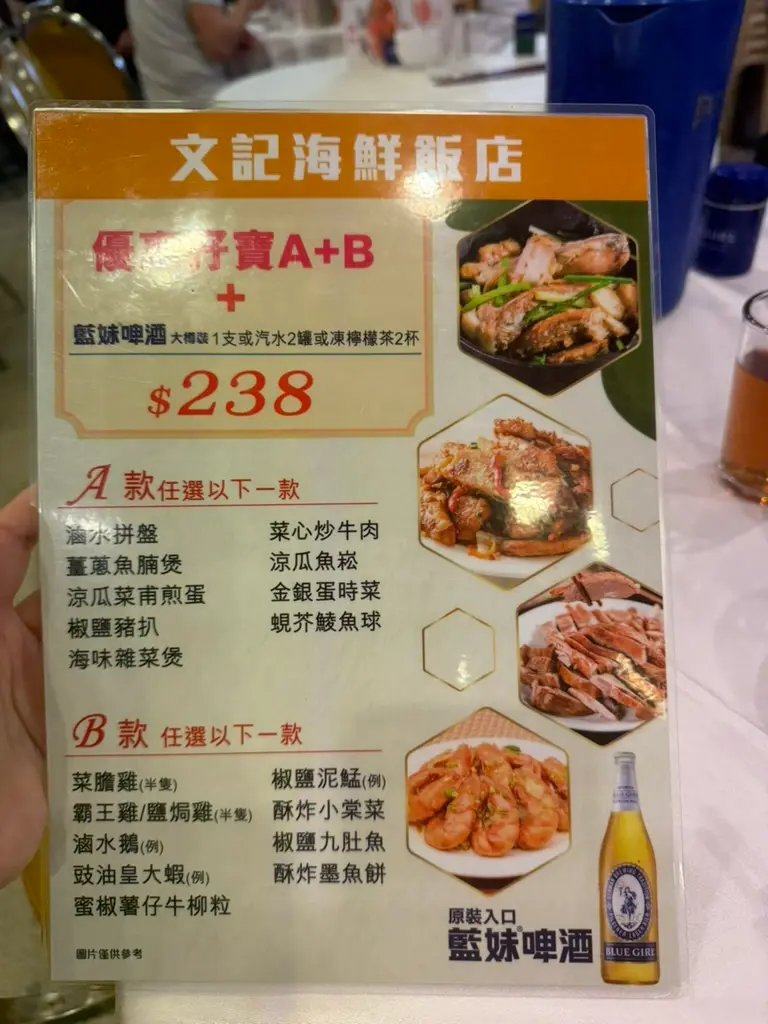 文記海鮮飯店
優惠孖寶A+B
+
藍妹啤酒 大樽裝 1支或汽水2罐或凍檸檬茶2杯
$238
A 款任選以下一款
滷水拼盤
薑蔥魚腩煲
涼瓜菜甫煎蛋
椒鹽豬扒
海味雜菜煲
菜心炒牛肉
涼瓜魚崧
金銀蛋時菜
蜆芥鯪魚球
B 款 任選以下一款
菜膽雞(半隻)
霸王雞/鹽焗雞(半隻)
滷水鵝(例)
豉油皇大蝦(例)
蜜椒薯仔牛柳粒
椒鹽泥鯭(例)
酥炸小棠菜
椒鹽九肚魚
酥炸墨魚餅
圖片僅供參考
原裝入口
藍妹®啤酒
BLUE GIRL